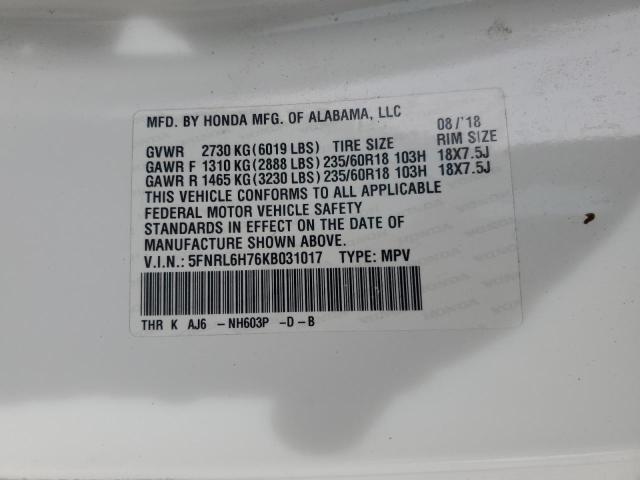 MFD. BY HONDA MFG. OF ALABAMA, LLC 08/'18
GVWR 2730 KG(6019 LBS) TIRE SIZE RIM SIZE
GAWR F 1310 KG(2888 LBS) 235/60R18 103H 18X7.5J
GAWR R 1465 KG(3230 LBS) 235/60R18 103H 18X7.5J
THIS VEHICLE CONFORMS TO ALL APPLICABLE
FEDERAL MOTOR VEHICLE SAFETY
STANDARDS IN EFFECT ON THE DATE OF
MANUFACTURE SHOWN ABOVE.
V.I.N.: 5FNRL6H76KB031017 TYPE: MPV
THR K AJ6 -NH603P -D-B